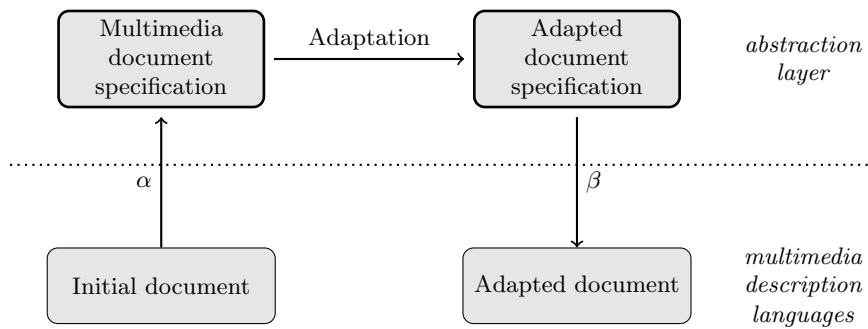 Multimedia
document
specification
Adaptation
Adapted
document
specification
abstraction
layer
α
β
Initial document
Adapted document
multimedia
description
languages